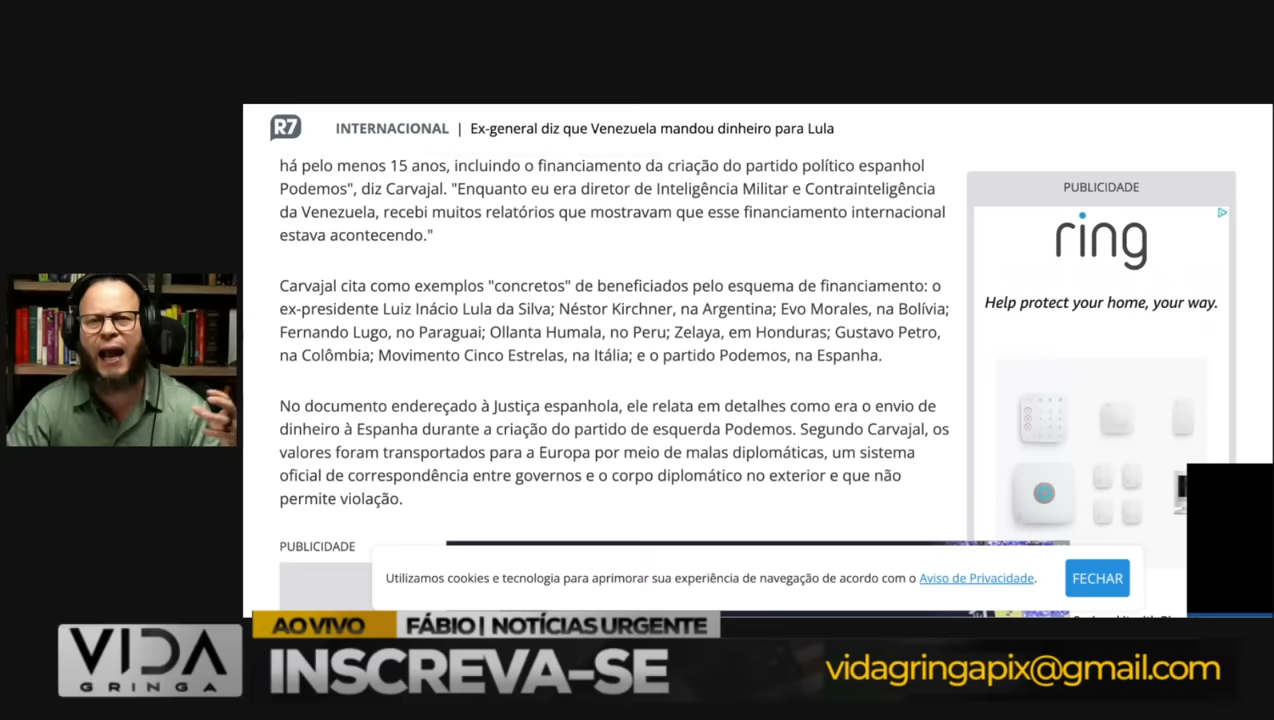 R7 INTERNACIONAL | Ex-general diz que Venezuela mandou dinheiro para Lula
há pelo menos 15 anos, incluindo o financiamento da criação do partido político espanhol
Podemos", diz Carvajal. "Enquanto eu era diretor de Inteligência Militar e Contrainteligência
da Venezuela, recebi muitos relatórios que mostravam que esse financiamento internacional
estava acontecendo."
Carvajal cita como exemplos "concretos" de beneficiados pelo esquema de financiamento: o
ex-presidente Luiz Inácio Lula da Silva; Néstor Kirchner, na Argentina; Evo Morales, na Bolívia;
Fernando Lugo, no Paraguai; Ollanta Humala, no Peru; Zelaya, em Honduras; Gustavo Petro,
na Colômbia; Movimento Cinco Estrelas, na Itália; e o partido Podemos, na Espanha.
No documento endereçado à Justiça espanhola, ele relata em detalhes como era o envio de
dinheiro à Espanha durante a criação do partido de esquerda Podemos. Segundo Carvajal, os
valores foram transportados para a Europa por meio de malas diplomáticas, um sistema
oficial de correspondência entre governos e o corpo diplomático no exterior e que não
permite violação.
PUBLICIDADE
PUBLICIDADE
ring
Help protect your home, your way.
Utilizamos cookies e tecnologia para aprimorar sua experiência de navegação de acordo com o Aviso de Privacidade.
FECHAR
AO VIVO
FÁBIO | NOTÍCIAS URGENTE
VIDA
GRINGA
INSCREVA-SE
vidagringapix@gmail.com